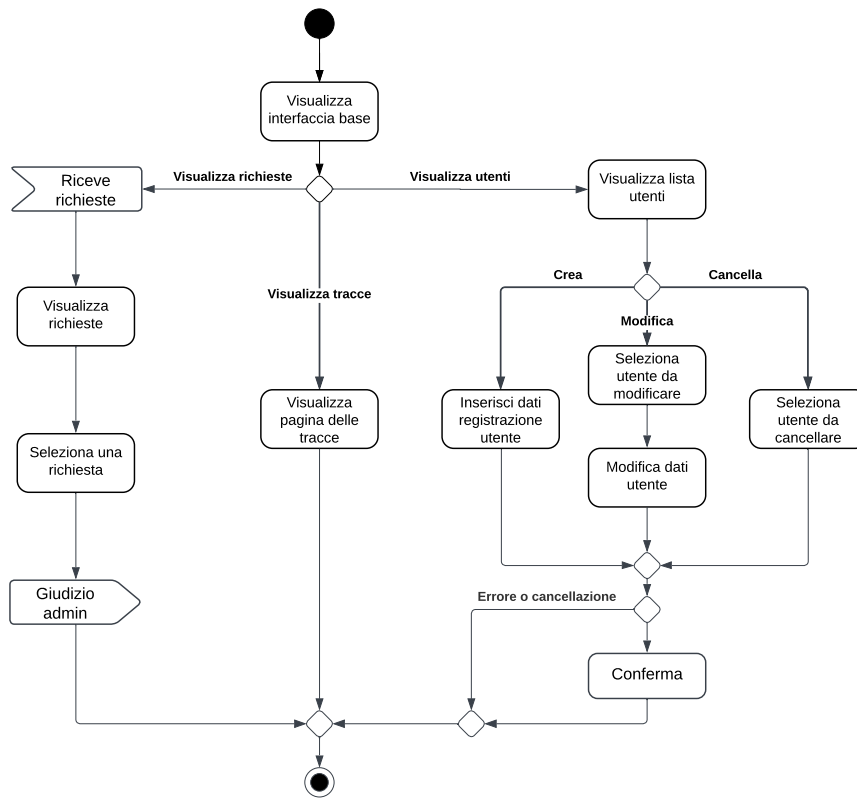 Visualizza
interfaccia base
Visualizza richieste
Visualizza utenti
Riceve
richieste
Visualizza lista
utenti
Crea
Cancella
Visualizza tracce
Modifica
Visualizza
richieste
Seleziona
utente da
modificare
Visualizza
pagina delle
tracce
Inserisci dati
registrazione
utente
Seleziona
utente da
cancellare
Seleziona una
richiesta
Modifica dati
utente
Giudizio
admin
Errore o cancellazione
Conferma